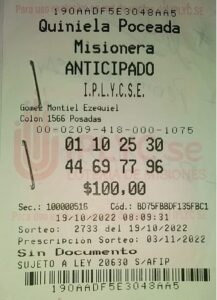 190AADF5E3048AA5
Quiniela Poceada
Misionera
ANTICIPADO
I.P.L.Y.C.S.E.
Gomez Montiel Ezequiel
Colon 1566 Posadas
00-0209-418-000-1075
01 10 25 30
44 69 77 96
$100.00
Sec.: 100000516 Cód.: BD75FBBDF135FBC1
19/10/2022 08:09:31
Sorteo: 2733 del 19/10/2022
Prescripcion Sorteo: 03/11/2022
Sin Documento
SUJETO A LEY 20630 S/AFIP
190AADF5E3048AA5